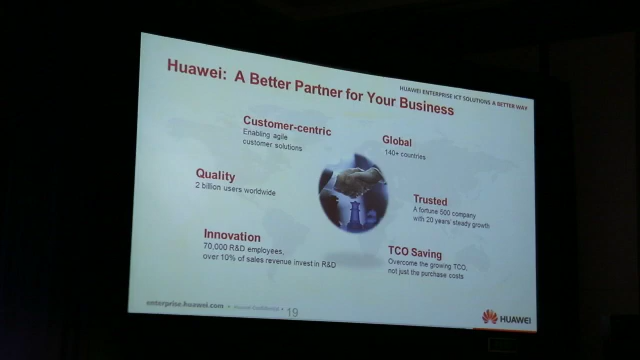 HUAWEI ENTERPRISE ICT SOLUTIONS A BETTER WAY
Huawei: A Better Partner for Your Business
Customer-centric
Enabling agile
customer solutions
Global
140+ countries
Quality
2 billion users worldwide
Trusted
A fortune 500 company
with 20 years' steady growth
Innovation
70,000 R&D employees,
over 10% of sales revenue invest in R&D
TCO Saving
Overcome the growing TCO,
not just the purchase costs
enterprise.huawei.com • Huawei Confidential • 19
HUAWEI